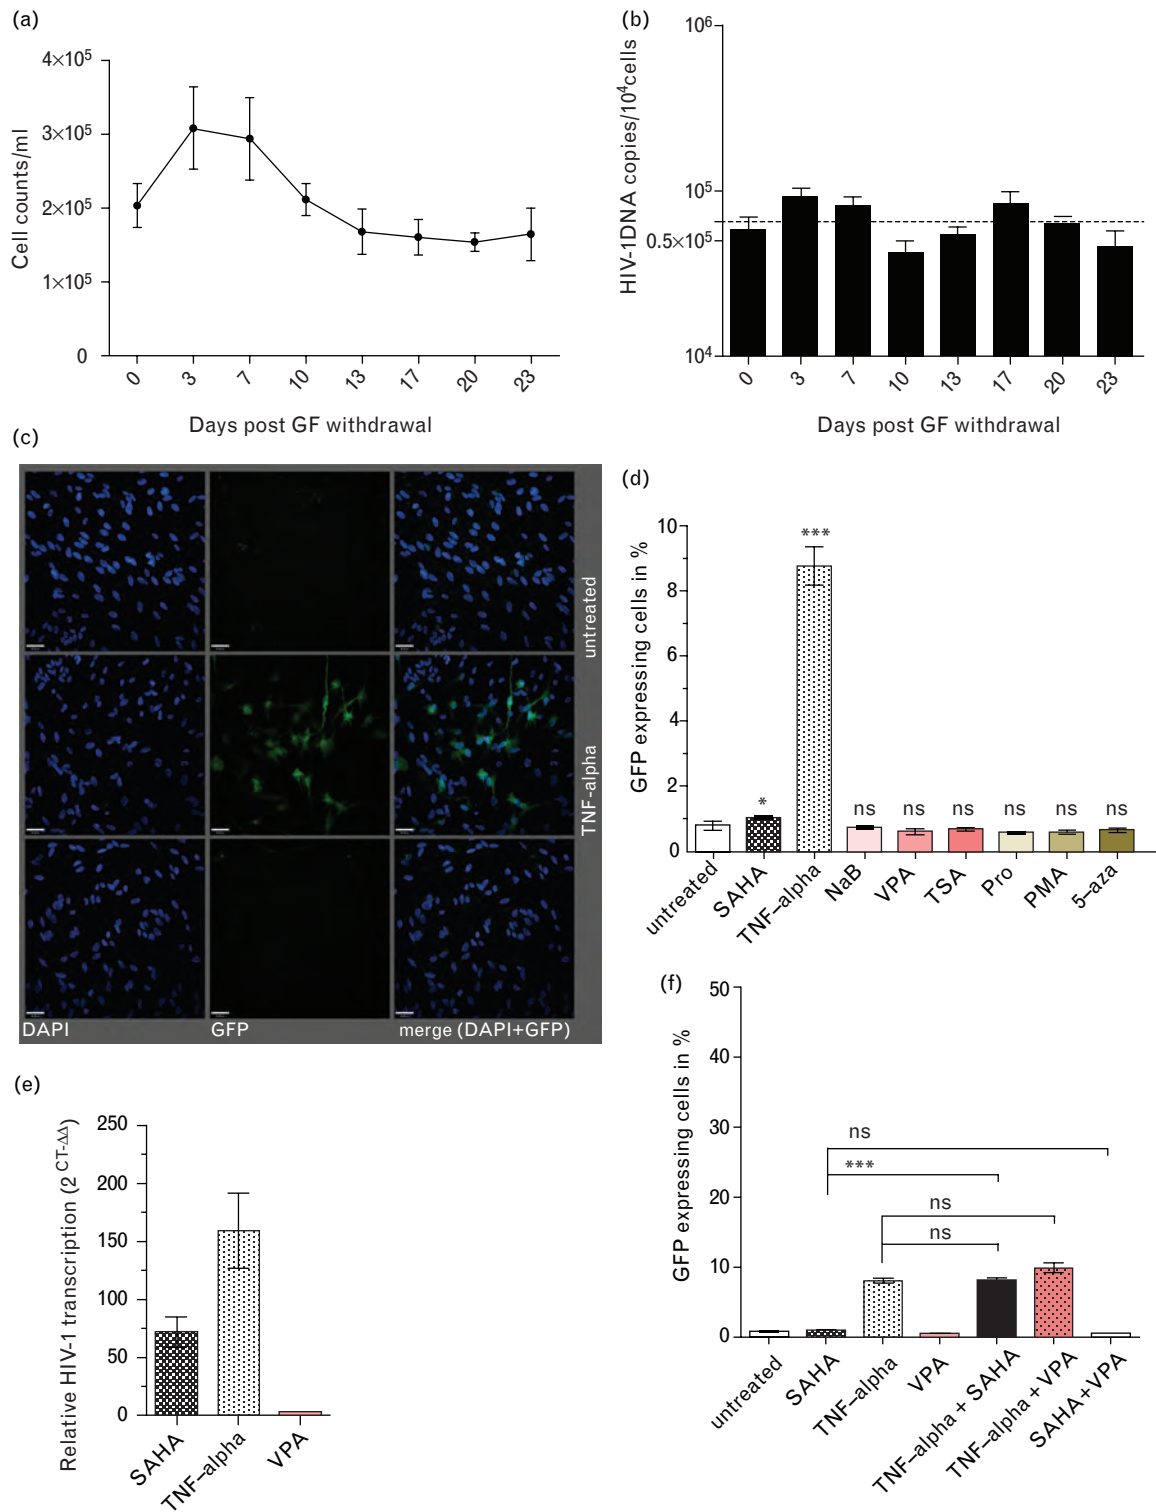 (a)
Cell counts/ml
4×10⁵
3×10⁵
2×10⁵
1×10⁵
0
0 3 7 10 13 17 20 23
Days post GF withdrawal
(b)
HIV-1DNA copies/10⁴cells
10⁶
10⁵
0.5×10⁵
10⁴
0 3 7 10 13 17 20 23
Days post GF withdrawal
(c)
untreated
TNF-alpha
DAPI GFP merge (DAPI+GFP)
(d)
GFP expressing cells in %
10
8
6
4
2
0
***
*
ns ns ns ns ns ns
untreated SAHA TNF–alpha NaB VPA TSA Pro PMA 5–aza
(e)
Relative HIV-1 transcription (2 CT-ΔΔ)
250
200
150
100
50
0
SAHA TNF–alpha VPA
(f)
GFP expressing cells in %
50
40
30
20
10
0
ns
***
ns
ns
untreated SAHA TNF–alpha VPA TNF–alpha + SAHA TNF–alpha + VPA SAHA+VPA